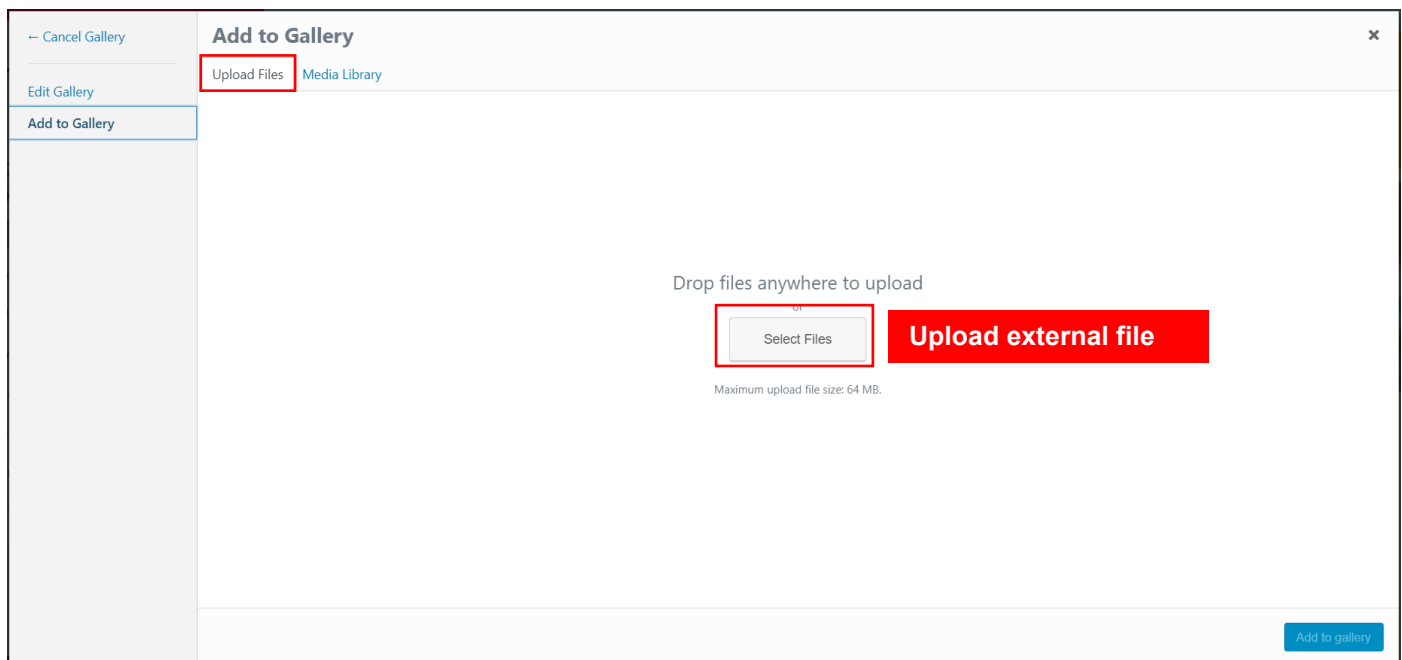 ← Cancel Gallery
Edit Gallery
Add to Gallery
Add to Gallery
×
Upload Files Media Library
Drop files anywhere to upload
or
Select Files
Upload external file
Maximum upload file size: 64 MB.
Add to gallery